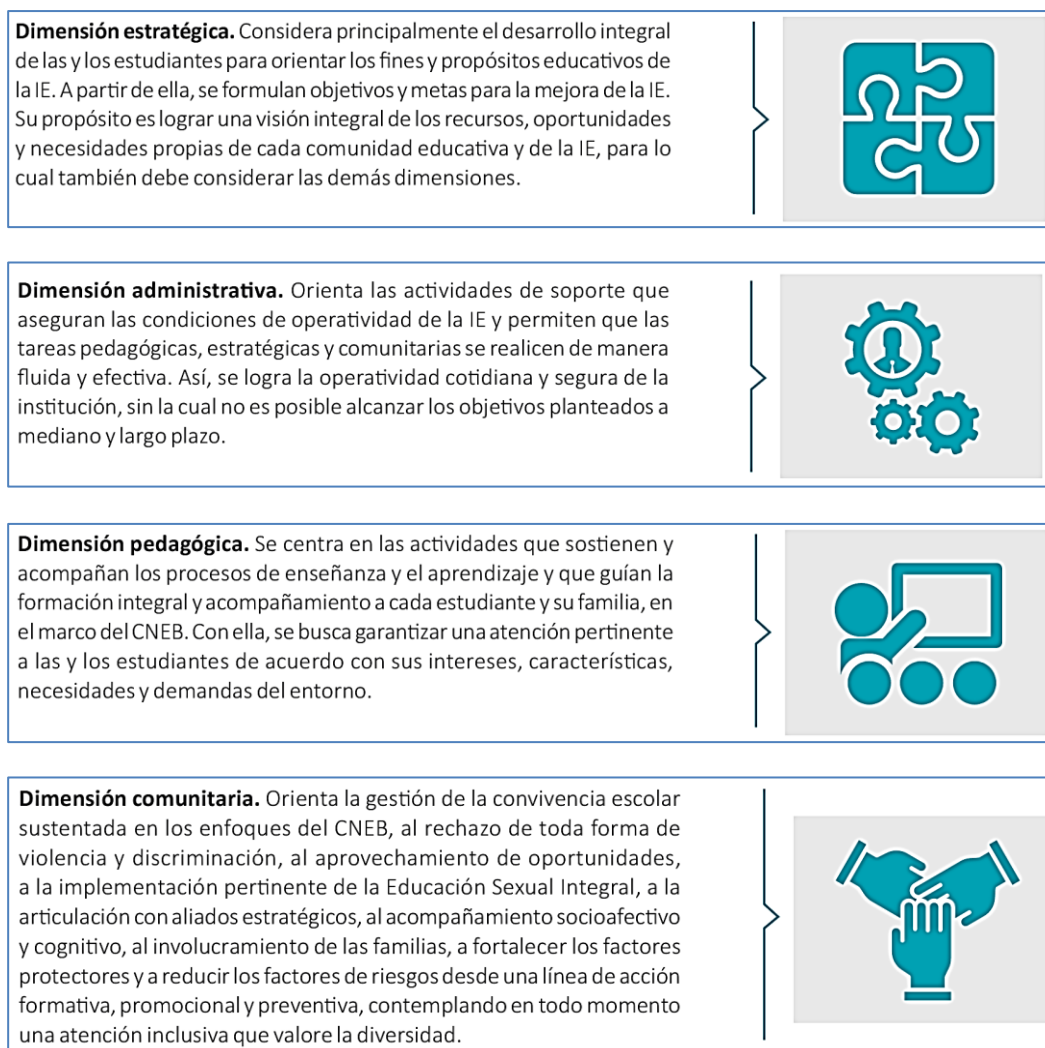 Dimensión estratégica. Considera principalmente el desarrollo integral
de las y los estudiantes para orientar los fines y propósitos educativos de
la IE. A partir de ella, se formulan objetivos y metas para la mejora de la IE.
Su propósito es lograr una visión integral de los recursos, oportunidades
y necesidades propias de cada comunidad educativa y de la IE, para lo
cual también debe considerar las demás dimensiones.
Dimensión administrativa. Orienta las actividades de soporte que
aseguran las condiciones de operatividad de la IE y permiten que las
tareas pedagógicas, estratégicas y comunitarias se realicen de manera
fluida y efectiva. Así, se logra la operatividad cotidiana y segura de la
institución, sin la cual no es posible alcanzar los objetivos planteados a
mediano y largo plazo.
Dimensión pedagógica. Se centra en las actividades que sostienen y
acompañan los procesos de enseñanza y el aprendizaje y que guían la
formación integral y acompañamiento a cada estudiante y su familia, en
el marco del CNEB. Con ella, se busca garantizar una atención pertinente
a las y los estudiantes de acuerdo con sus intereses, características,
necesidades y demandas del entorno.
Dimensión comunitaria. Orienta la gestión de la convivencia escolar
sustentada en los enfoques del CNEB, al rechazo de toda forma de
violencia y discriminación, al aprovechamiento de oportunidades,
a la implementación pertinente de la Educación Sexual Integral, a la
articulación con aliados estratégicos, al acompañamiento socioafectivo
y cognitivo, al involucramiento de las familias, a fortalecer los factores
protectores y a reducir los factores de riesgos desde una línea de acción
formativa, promocional y preventiva, contemplando en todo momento
una atención inclusiva que valore la diversidad.